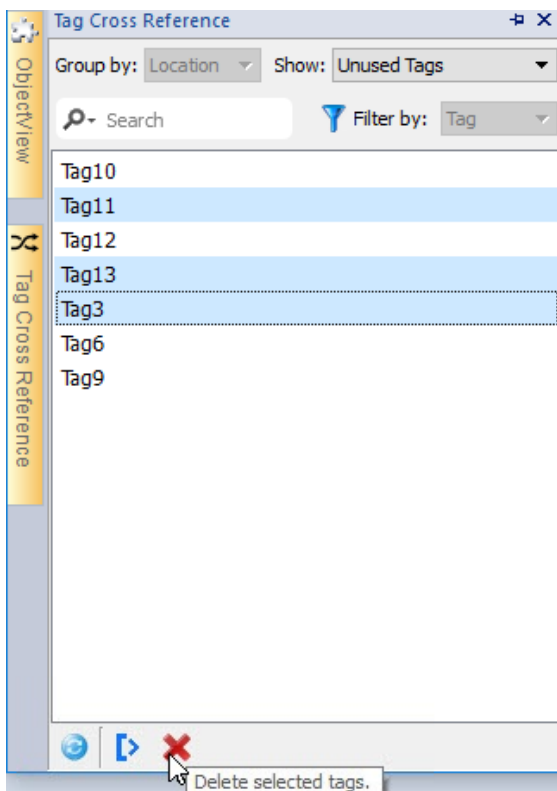 Tag Cross Reference
Group by: Location Show: Unused Tags
Search Filter by: Tag
Tag10
Tag11
Tag12
Tag13
Tag3
Tag6
Tag9
Delete selected tags.
ObjectView
Tag Cross Reference